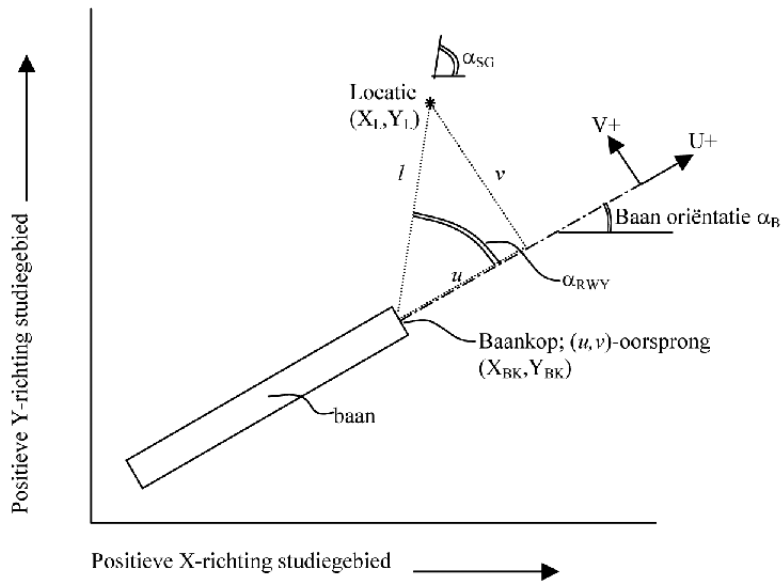 α_SG
Locatie
(X_L,Y_L)
V+
U+
l
v
Baan oriëntatie α_B
u
α_RWY
Baankop; (u,v)-oorsprong
(X_BK,Y_BK)
baan
Positieve Y-richting studiegebied
Positieve X-richting studiegebied